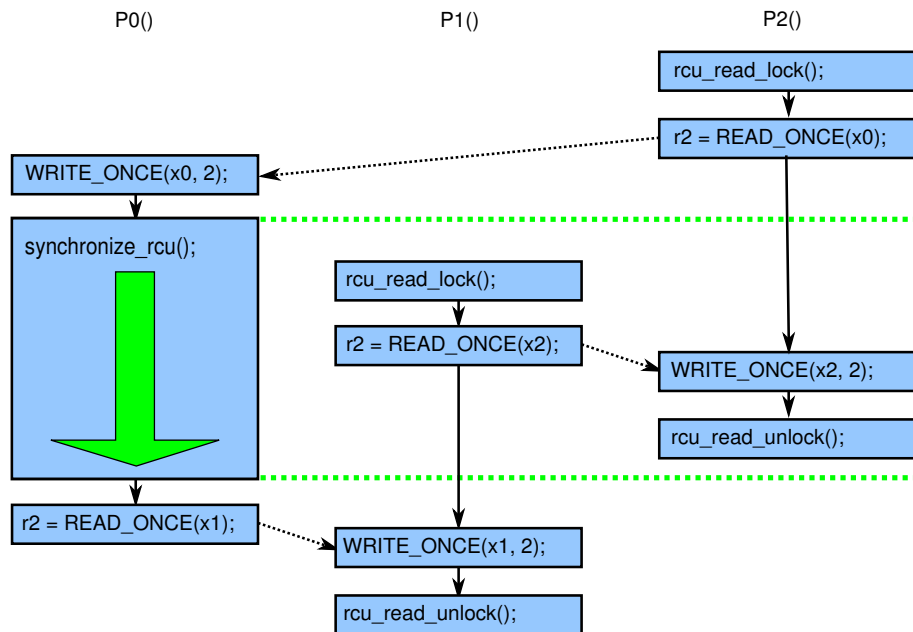 P0()
P1()
P2()
rcu_read_lock();
r2 = READ_ONCE(x0);
WRITE_ONCE(x0, 2);
synchronize_rcu();
rcu_read_lock();
r2 = READ_ONCE(x2);
WRITE_ONCE(x2, 2);
rcu_read_unlock();
r2 = READ_ONCE(x1);
WRITE_ONCE(x1, 2);
rcu_read_unlock();